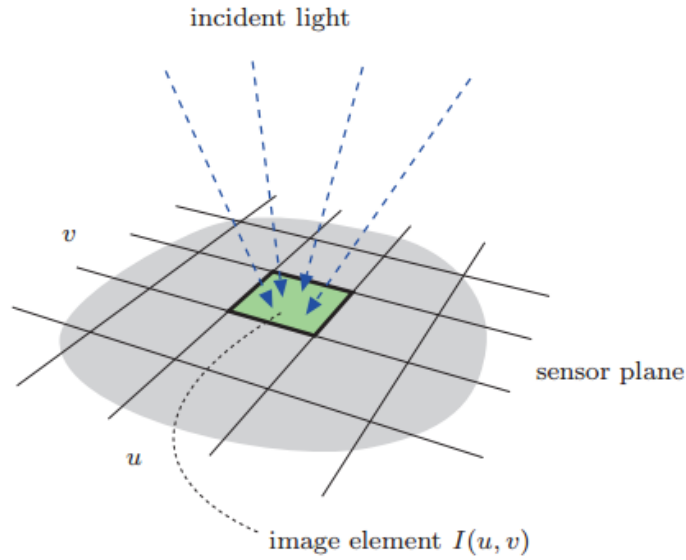 incident light
v
sensor plane
u
image element I(u, v)